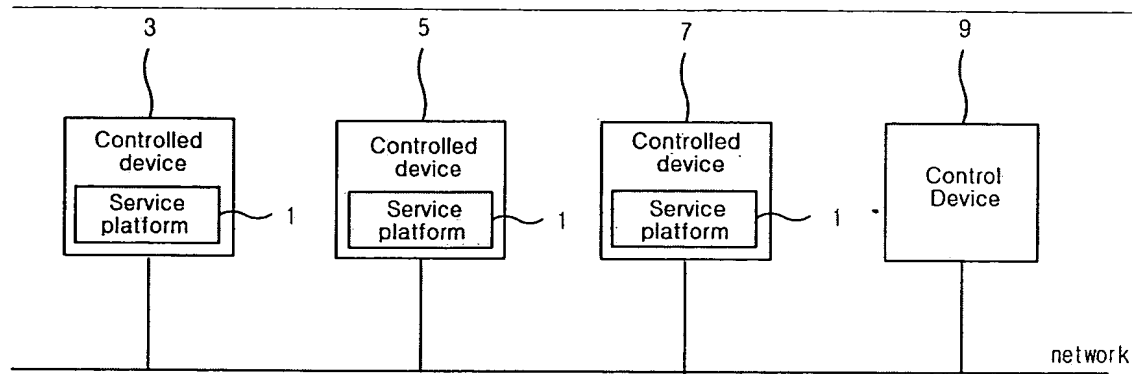 3
5
7
9
Controlled
device
Service
platform
1
Controlled
device
Service
platform
1
Controlled
device
Service
platform
1
Control
Device
network